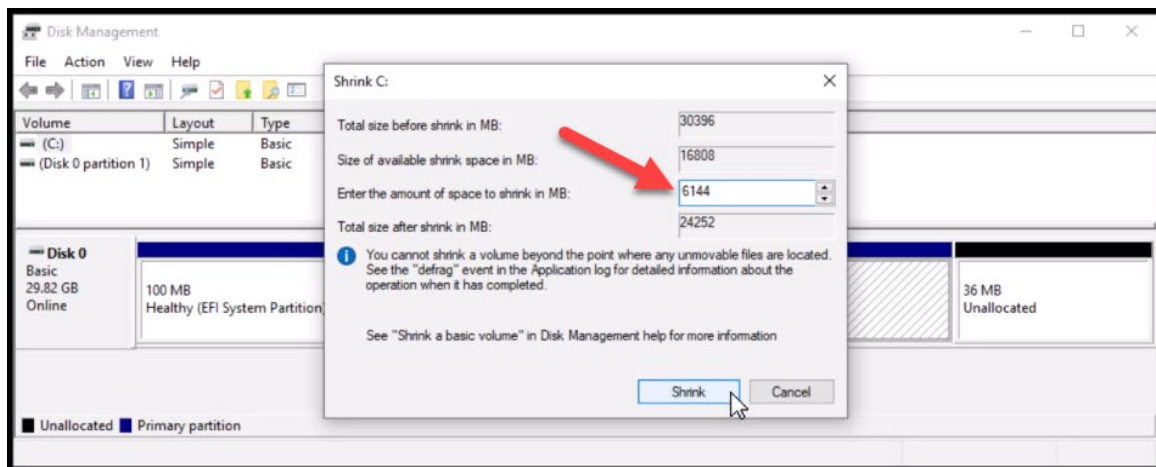 Disk Management
File Action View Help
Volume Layout Type
(C:) Simple Basic
(Disk 0 partition 1) Simple Basic
Shrink C:
Total size before shrink in MB: 30396
Size of available shrink space in MB: 16808
Enter the amount of space to shrink in MB: 6144
Total size after shrink in MB: 24252
You cannot shrink a volume beyond the point where any unmovable files are located.
See the "defrag" event in the Application log for detailed information about the
operation when it has completed.
See "Shrink a basic volume" in Disk Management help for more information
Shrink Cancel
Disk 0
Basic
29.82 GB
Online
100 MB
Healthy (EFI System Partition)
36 MB
Unallocated
Unallocated Primary partition